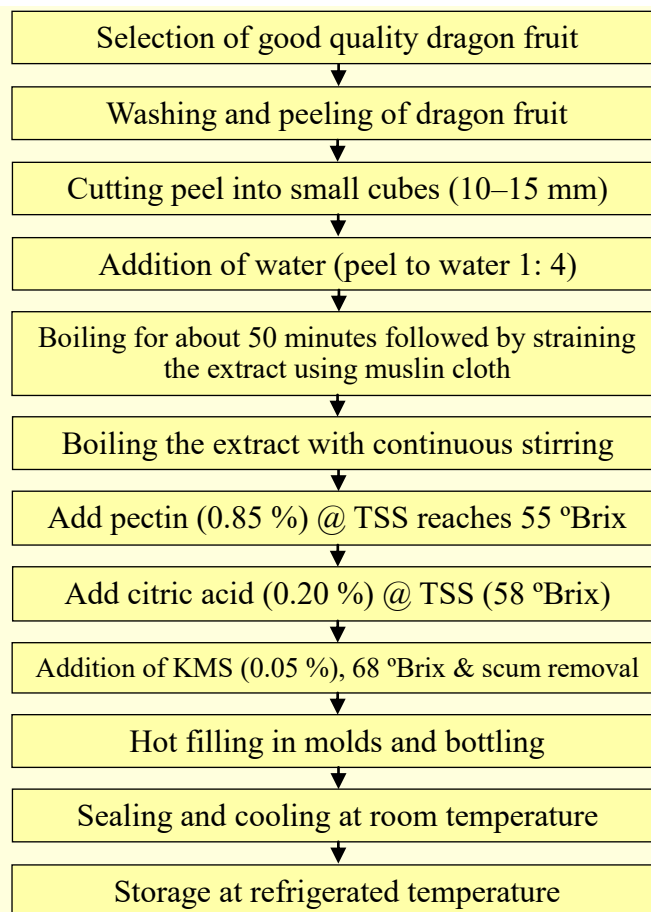 Selection of good quality dragon fruit
Washing and peeling of dragon fruit
Cutting peel into small cubes (10–15 mm)
Addition of water (peel to water 1: 4)
Boiling for about 50 minutes followed by straining
the extract using muslin cloth
Boiling the extract with continuous stirring
Add pectin (0.85 %) @ TSS reaches 55 ºBrix
Add citric acid (0.20 %) @ TSS (58 ºBrix)
Addition of KMS (0.05 %), 68 ºBrix & scum removal
Hot filling in molds and bottling
Sealing and cooling at room temperature
Storage at refrigerated temperature